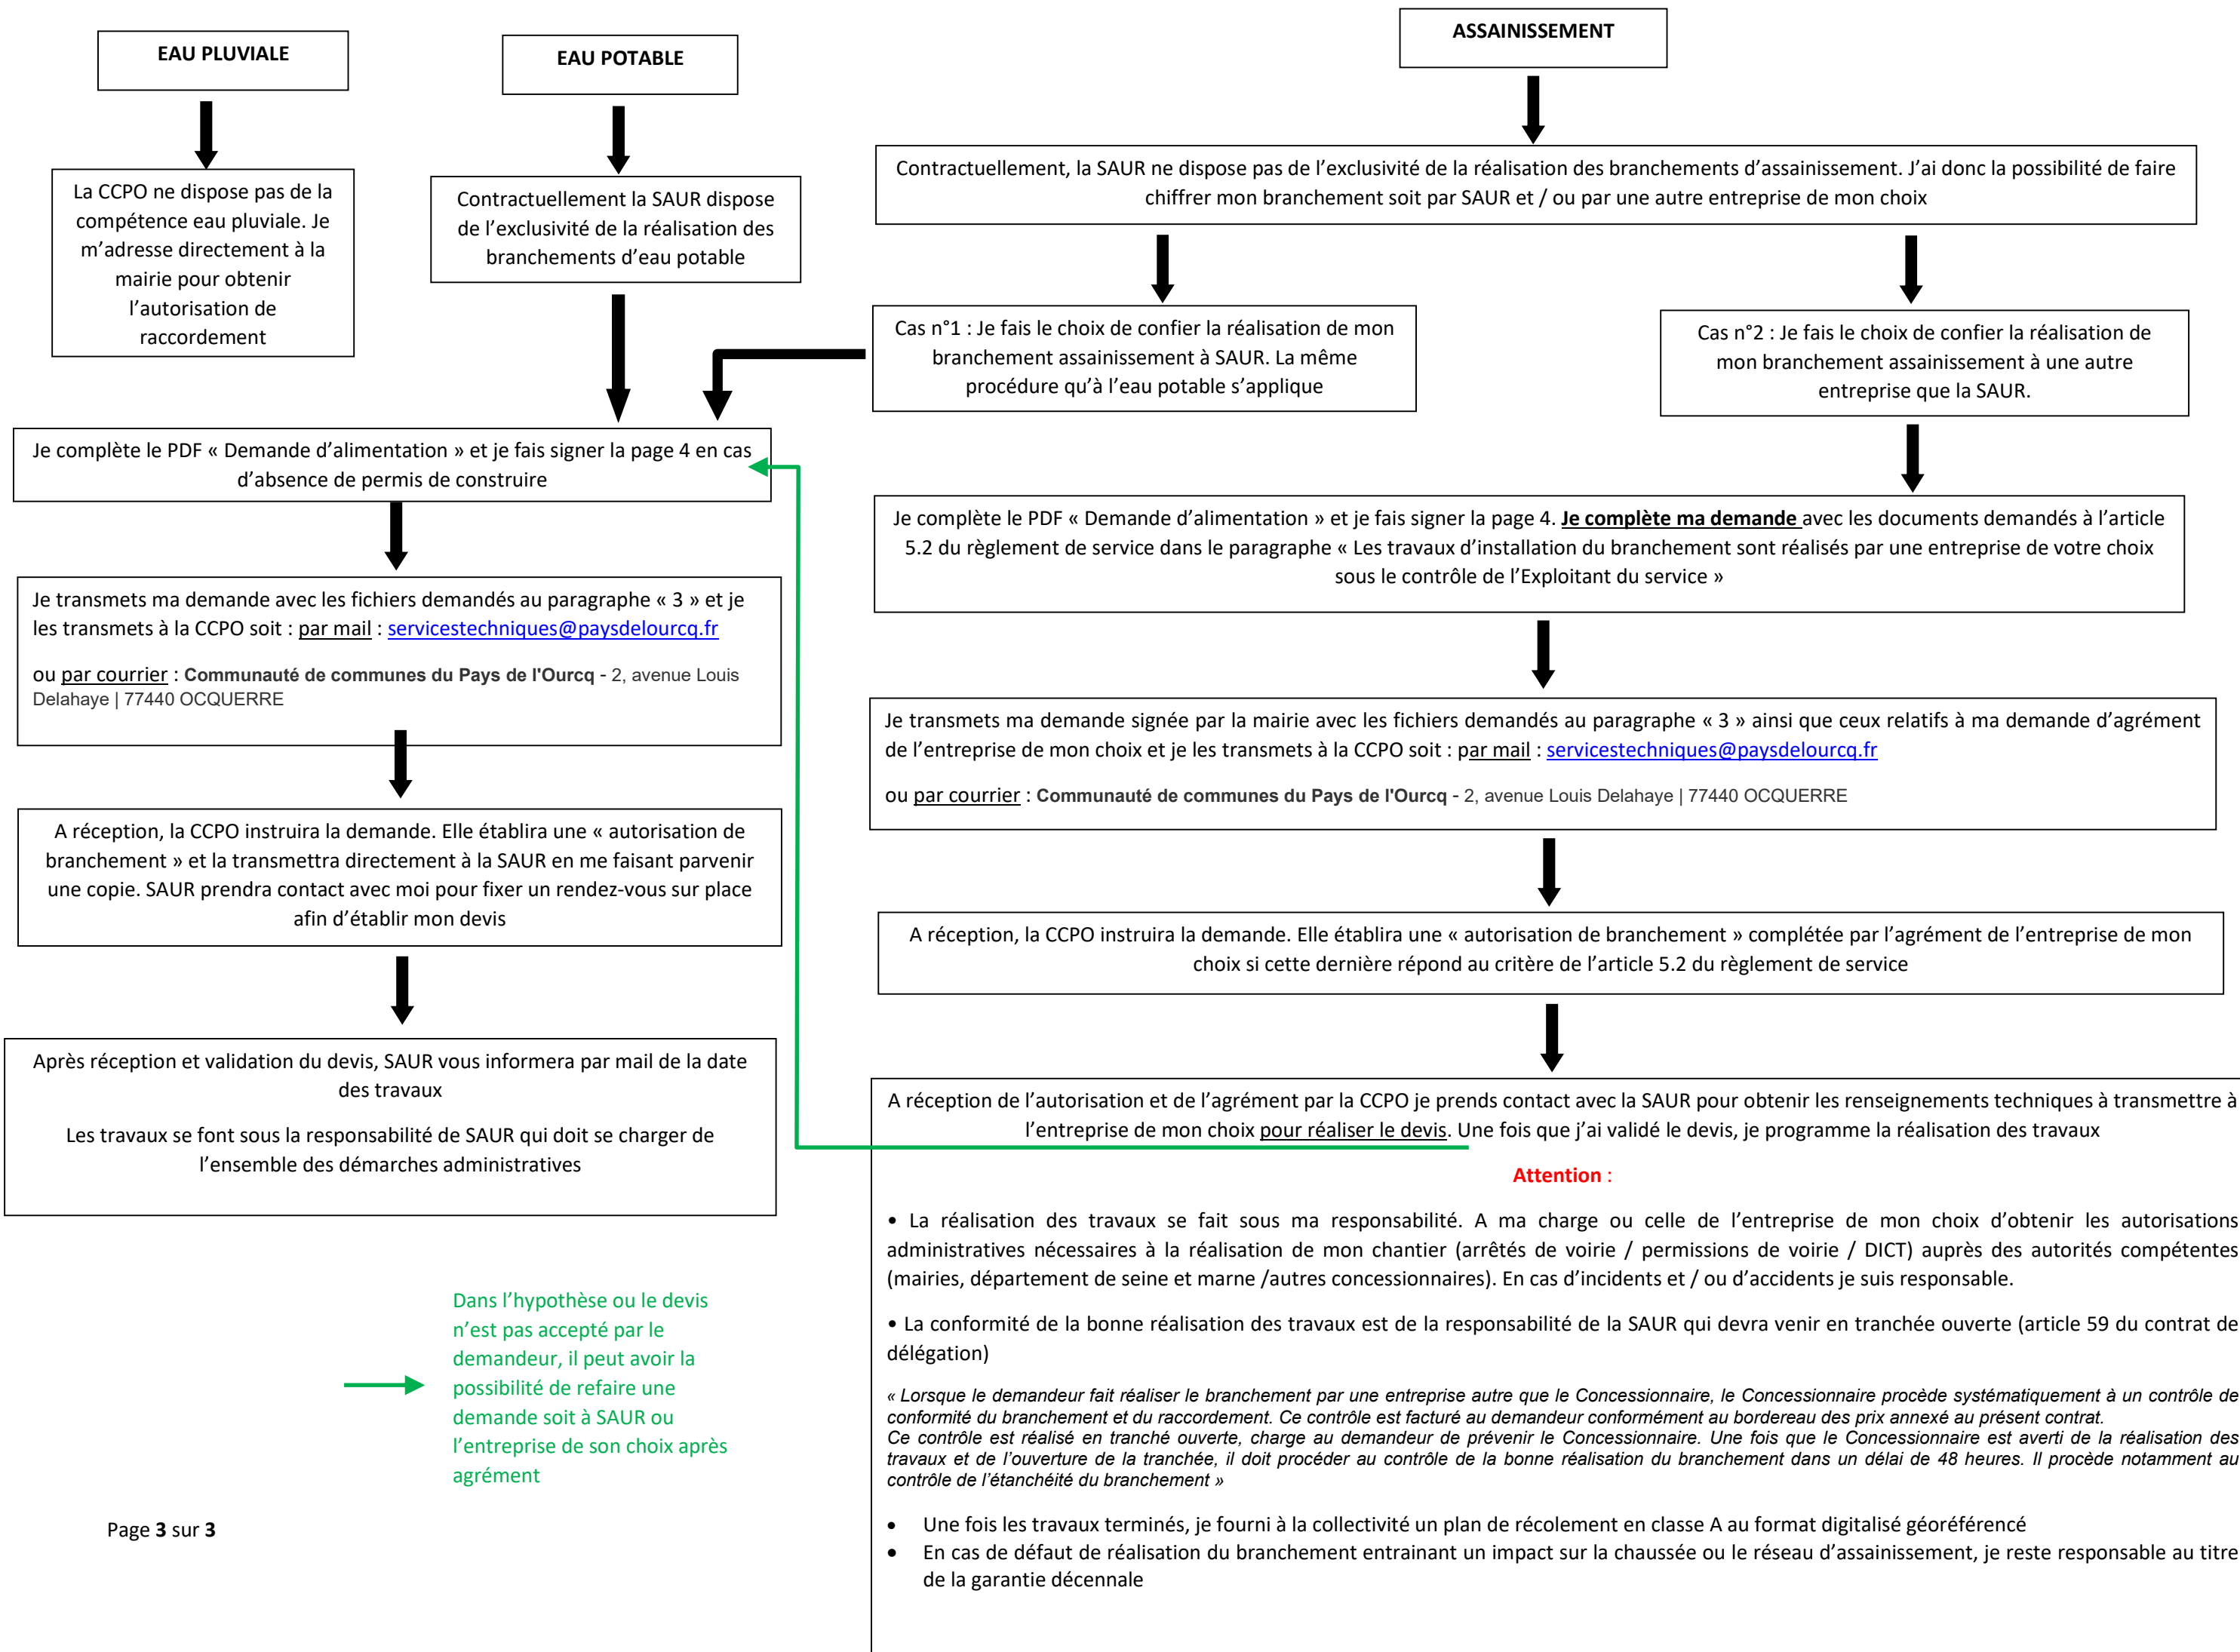 EAU PLUVIALE
La CCPO ne dispose pas de la
compétence eau pluviale. Je
m’adresse directement à la
mairie pour obtenir
l’autorisation de
raccordement
EAU POTABLE
Contractuellement la SAUR dispose
de l’exclusivité de la réalisation des
branchements d’eau potable
Je complète le PDF « Demande d’alimentation » et je fais signer la page 4 en cas
d’absence de permis de construire
Je transmets ma demande avec les fichiers demandés au paragraphe « 3 » et je
les transmets à la CCPO soit : par mail : servicestechniques@paysdelourcq.fr
ou par courrier : Communauté de communes du Pays de l'Ourcq - 2, avenue Louis
Delahaye | 77440 OCQUERRE
A réception, la CCPO instruira la demande. Elle établira une « autorisation de
branchement » et la transmettra directement à la SAUR en me faisant parvenir
une copie. SAUR prendra contact avec moi pour fixer un rendez-vous sur place
afin d’établir mon devis
Après réception et validation du devis, SAUR vous informera par mail de la date
des travaux
Les travaux se font sous la responsabilité de SAUR qui doit se charger de
l’ensemble des démarches administratives
ASSAINISSEMENT
Contractuellement, la SAUR ne dispose pas de l’exclusivité de la réalisation des branchements d’assainissement. J’ai donc la possibilité de faire
chiffrer mon branchement soit par SAUR et / ou par une autre entreprise de mon choix
Cas n°1 : Je fais le choix de confier la réalisation de mon
branchement assainissement à SAUR. La même
procédure qu’à l’eau potable s’applique
Cas n°2 : Je fais le choix de confier la réalisation de
mon branchement assainissement à une autre
entreprise que la SAUR.
Je complète le PDF « Demande d’alimentation » et je fais signer la page 4. Je complète ma demande avec les documents demandés à l’article
5.2 du règlement de service dans le paragraphe « Les travaux d’installation du branchement sont réalisés par une entreprise de votre choix
sous le contrôle de l’Exploitant du service »
Je transmets ma demande signée par la mairie avec les fichiers demandés au paragraphe « 3 » ainsi que ceux relatifs à ma demande d’agrément
de l’entreprise de mon choix et je les transmets à la CCPO soit : par mail : servicestechniques@paysdelourcq.fr
ou par courrier : Communauté de communes du Pays de l'Ourcq - 2, avenue Louis Delahaye | 77440 OCQUERRE
A réception, la CCPO instruira la demande. Elle établira une « autorisation de branchement » complétée par l’agrément de l’entreprise de mon
choix si cette dernière répond au critère de l’article 5.2 du règlement de service
A réception de l’autorisation et de l’agrément par la CCPO je prends contact avec la SAUR pour obtenir les renseignements techniques à transmettre à
l’entreprise de mon choix pour réaliser le devis. Une fois que j’ai validé le devis, je programme la réalisation des travaux
Attention :
• La réalisation des travaux se fait sous ma responsabilité. A ma charge ou celle de l’entreprise de mon choix d’obtenir les autorisations
administratives nécessaires à la réalisation de mon chantier (arrêtés de voirie / permissions de voirie / DICT) auprès des autorités compétentes
(mairies, département de seine et marne /autres concessionnaires). En cas d’incidents et / ou d’accidents je suis responsable.
• La conformité de la bonne réalisation des travaux est de la responsabilité de la SAUR qui devra venir en tranchée ouverte (article 59 du contrat de
délégation)
« Lorsque le demandeur fait réaliser le branchement par une entreprise autre que le Concessionnaire, le Concessionnaire procède systématiquement à un contrôle de
conformité du branchement et du raccordement. Ce contrôle est facturé au demandeur conformément au bordereau des prix annexé au présent contrat.
Ce contrôle est réalisé en tranché ouverte, charge au demandeur de prévenir le Concessionnaire. Une fois que le Concessionnaire est averti de la réalisation des
travaux et de l’ouverture de la tranchée, il doit procéder au contrôle de la bonne réalisation du branchement dans un délai de 48 heures. Il procède notamment au
contrôle de l’étanchéité du branchement »
• Une fois les travaux terminés, je fourni à la collectivité un plan de récolement en classe A au format digitalisé géoréférencé
• En cas de défaut de réalisation du branchement entrainant un impact sur la chaussée ou le réseau d’assainissement, je reste responsable au titre
de la garantie décennale
Dans l’hypothèse ou le devis
n’est pas accepté par le
demandeur, il peut avoir la
possibilité de refaire une
demande soit à SAUR ou
l’entreprise de son choix après
agrément
Page 3 sur 3